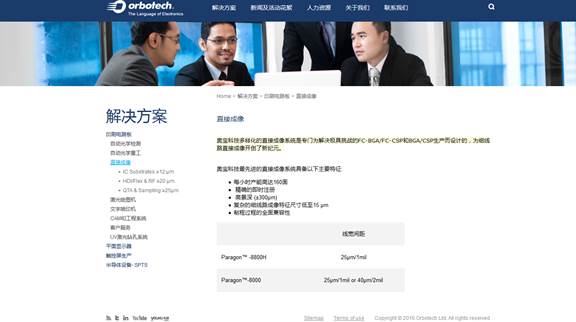 orbotech.
The Language of Electronics
解决方案 新闻及活动花絮 人力资源 关于我们 联系我们
Home > 解决方案 > 印刷电路板 > 直接成像
解决方案
印刷电路板
自动光学检测
自动光学重工
直接成像
IC Substrates ≥12 μm
HDI/Flex & RF ≥20 μm
QTA & Sampling ≥25μm
激光绘图机
文字喷印机
CAM和工程系统
客户服务
UV激光钻孔系统
平面显示器
触控屏生产
半导体设备- SPTS
直接成像
奥宝科技多样化的直接成像系统是专门为解决极具挑战的FC-BGA/FC-CSP和BGA/CSP生产而设计的，为细线
路直接成像开创了新纪元。
奥宝科技最先进的直接成像系统具备以下主要特征:
• 每小时产能高达160面
• 精确的即时注册
• 高景深 (±300μm)
• 复杂的细线路成像特征尺寸低至15 μm
• 制程过程的全面兼容性
线宽间距
Paragon™ -8800H 25μm/1mil
Paragon™-8000 25μm/1mil or 40μm/2mil
YouTube
Sitemap Terms of use Copyright © 2016 Orbotech Ltd. All rights reserved